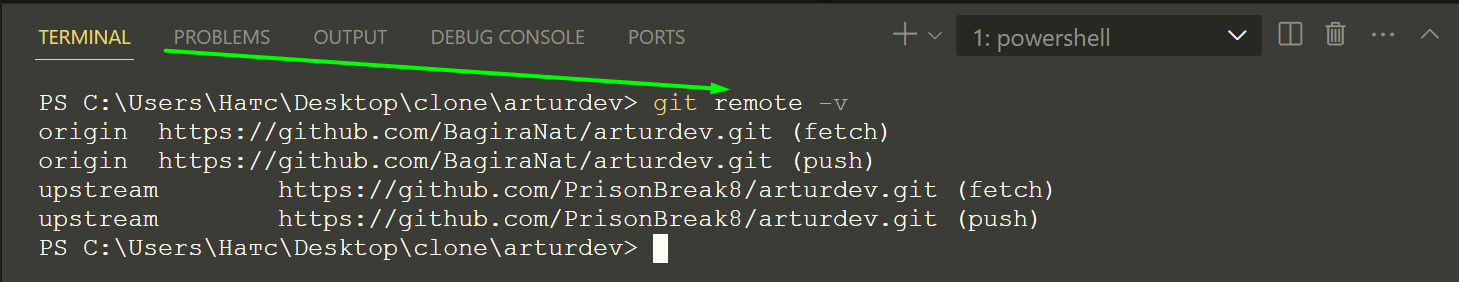 TERMINAL PROBLEMS OUTPUT DEBUG CONSOLE PORTS 1: powershell
PS C:\Users\Натс\Desktop\clone\arturdev> git remote -v
origin  https://github.com/BagiraNat/arturdev.git (fetch)
origin  https://github.com/BagiraNat/arturdev.git (push)
upstream        https://github.com/PrisonBreak8/arturdev.git (fetch)
upstream        https://github.com/PrisonBreak8/arturdev.git (push)
PS C:\Users\Натс\Desktop\clone\arturdev>